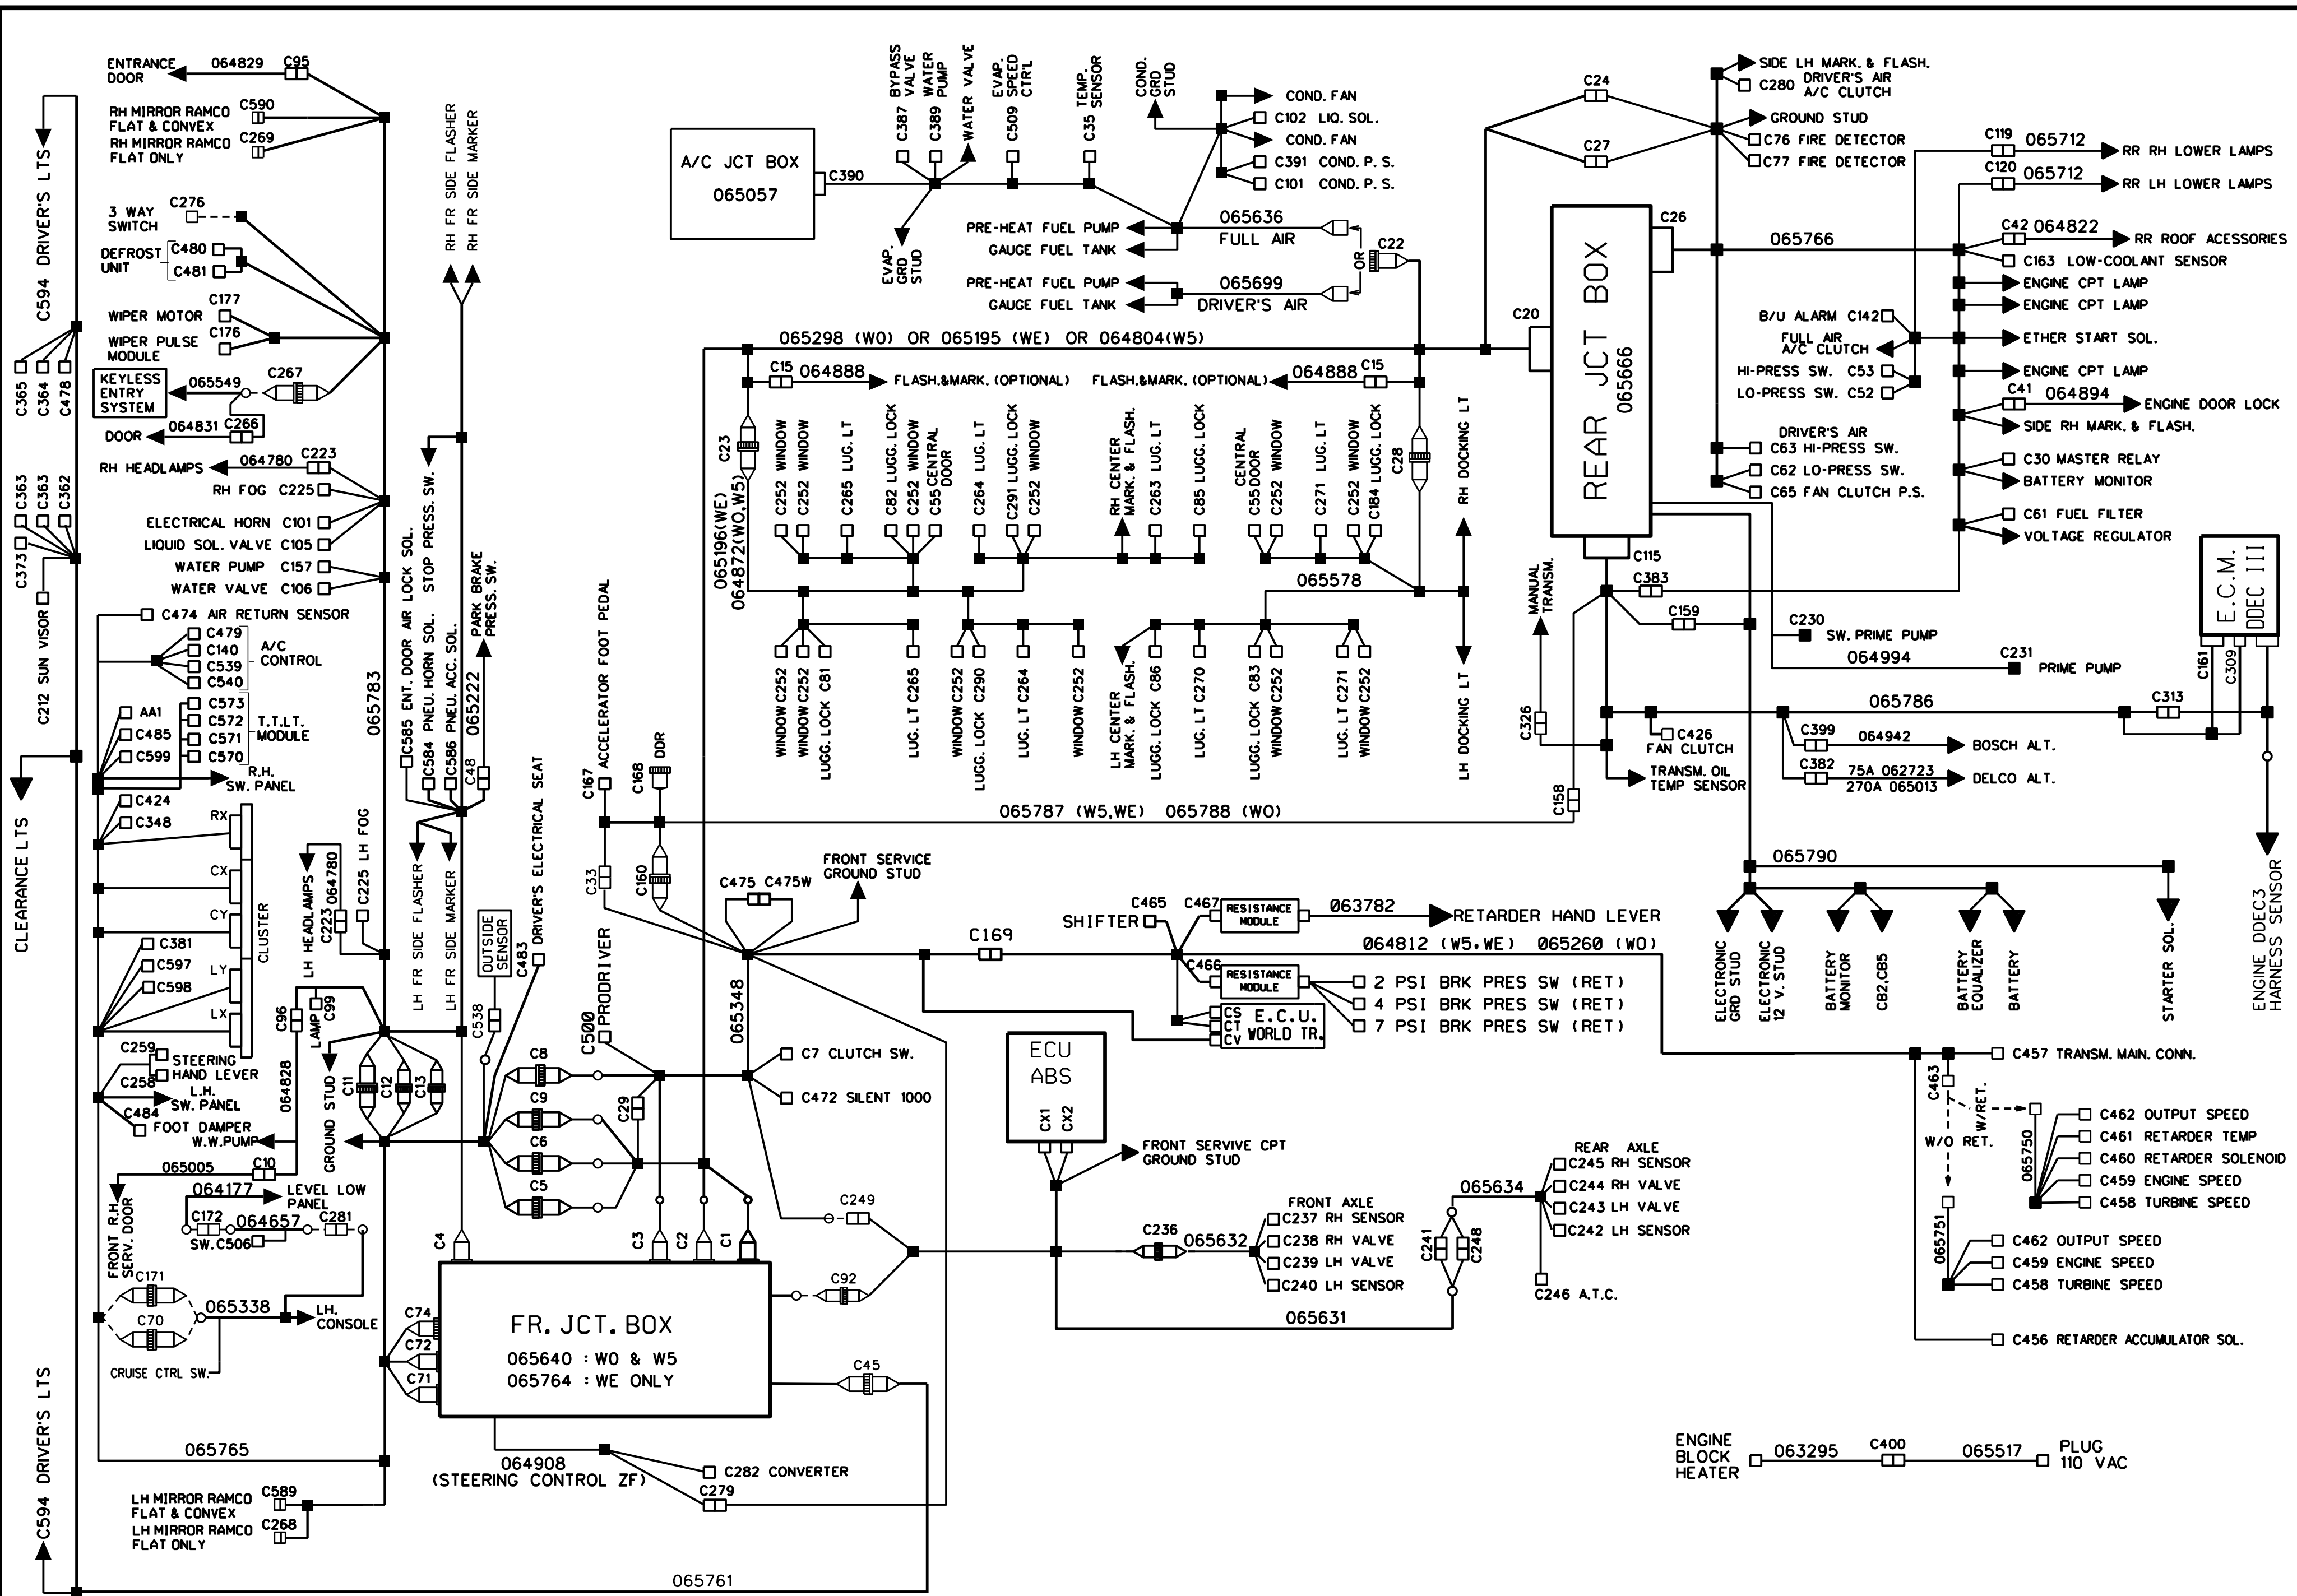 ENTRANCE
DOOR
064829
C95
RH MIRROR RAMCO
FLAT & CONVEX
C590
RH MIRROR RAMCO
FLAT ONLY
C269
C594 DRIVER'S LTS
3 WAY
SWITCH
C276
DEFROST
UNIT
C480
C481
C177
WIPER MOTOR
C176
WIPER PULSE
MODULE
KEYLESS
ENTRY
SYSTEM
065549
C267
DOOR
064831
C266
C365
C364
C478
RH HEADLAMPS
064780
C223
RH FOG C225
ELECTRICAL HORN C101
LIQUID SOL. VALVE C105
WATER PUMP C157
WATER VALVE C106
C363
C363
C362
C373
C212 SUN VISOR
C474 AIR RETURN SENSOR
C479
C140
C539
C540
A/C
CONTROL
C573
C572
C571
C570
T.T.LT.
MODULE
AA1
C485
C599
R.H.
SW. PANEL
C424
C348
CLEARANCE LTS
RX
CX
CY
LY
LX
CLUSTER
C381
C597
C598
C259
STEERING
HAND LEVER
C258
L.H.
SW. PANEL
C484
FOOT DAMPER
W.W.PUMP
065005
C10
064177
LEVEL LOW
PANEL
C172
064657
C281
SW.C506
FRONT R.H.
SERV. DOOR
C171
065338
C70
LH.
CONSOLE
CRUISE CTRL SW.
C594 DRIVER'S LTS
065765
LH MIRROR RAMCO
FLAT & CONVEX
C589
LH MIRROR RAMCO
FLAT ONLY
C268
065761
RH FR SIDE FLASHER
RH FR SIDE MARKER
065783
C585 ENT. DOOR AIR LOCK SOL.
C584 PNEU. HORN SOL.
STOP PRESS. SW.
C586 PNEU. ACC. SOL.
065222
C48
PARK BRAKE
PRESS. SW.
LH HEADLAMPS
C223
064780
C225 LH FOG
LH FR SIDE FLASHER
LH FR SIDE MARKER
C96
LAMP
C99
064828
GROUND STUD
C11
C12
C13
OUTSIDE
SENSOR
C538
C483 DRIVER'S ELECTRICAL SEAT
C500 PRODRIVER
C8
C9
C6
C5
C29
C4
C3
C2
C1
C74
C72
C71
FR. JCT. BOX
065640 : W0 & W5
065764 : WE ONLY
064908
(STEERING CONTROL ZF)
C282 CONVERTER
C279
C45
C92
C249
A/C JCT BOX
065057
C390
C387
BYPASS
VALVE
C389
WATER
PUMP
WATER VALVE
C509
EVAP.
SPEED
CTR'L
C35
TEMP.
SENSOR
COND.
GRD
STUD
EVAP.
GRD
STUD
COND. FAN
C102 LIQ. SOL.
COND. FAN
C391 COND. P. S.
C101 COND. P. S.
PRE-HEAT FUEL PUMP
GAUGE FUEL TANK
065636
FULL AIR
PRE-HEAT FUEL PUMP
GAUGE FUEL TANK
065699
DRIVER'S AIR
OR
C22
065298 (W0) OR 065195 (WE) OR 064804(W5)
C15
064888
FLASH.&MARK. (OPTIONAL)
FLASH.&MARK. (OPTIONAL)
064888
C15
C23
065196(WE)
064872(W0,W5)
C252 WINDOW
C252 WINDOW
C265 LUG. LT
C82 LUGG. LOCK
C252 WINDOW
C55 CENTRAL
DOOR
C264 LUG. LT
C291 LUGG. LOCK
C252 WINDOW
RH CENTER
MARK. & FLASH.
C263 LUG. LT
C85 LUGG. LOCK
CENTRAL
C55 DOOR
C252 WINDOW
C271 LUG. LT
C252 WINDOW
C184 LUGG. LOCK
C28
RH DOCKING LT
065578
WINDOW C252
WINDOW C252
LUGG. LOCK C81
LUG. LT C265
WINDOW C252
LUGG. LOCK C290
LUG. LT C264
WINDOW C252
LH CENTER
MARK. & FLASH.
LUGG. LOCK C86
LUG. LT C270
LUGG. LOCK C83
WINDOW C252
LUG. LT C271
WINDOW C252
LH DOCKING LT
C167 ACCELERATOR FOOT PEDAL
C168 DDR
065787 (W5,WE) 065788 (W0)
C33
C160
C475
C475W
FRONT SERVICE
GROUND STUD
065348
C7 CLUTCH SW.
C472 SILENT 1000
C169
SHIFTER
C465
C467
RESISTANCE
MODULE
063782
RETARDER HAND LEVER
064812 (W5,WE) 065260 (W0)
C466
RESISTANCE
MODULE
2 PSI BRK PRES SW (RET)
4 PSI BRK PRES SW (RET)
7 PSI BRK PRES SW (RET)
CS
CT
CV
E.C.U.
WORLD TR.
ECU
ABS
CX1
CX2
FRONT SERVIVE CPT
GROUND STUD
C236
065632
FRONT AXLE
C237 RH SENSOR
C238 RH VALVE
C239 LH VALVE
C240 LH SENSOR
065631
C241
C248
065634
REAR AXLE
C245 RH SENSOR
C244 RH VALVE
C243 LH VALVE
C242 LH SENSOR
C246 A.T.C.
C24
C27
SIDE LH MARK. & FLASH.
C280 DRIVER'S AIR
A/C CLUTCH
GROUND STUD
C76 FIRE DETECTOR
C77 FIRE DETECTOR
C20
C26
REAR JCT BOX
065666
065766
C115
C119
065712
RR RH LOWER LAMPS
C120
065712
RR LH LOWER LAMPS
C42
064822
RR ROOF ACESSORIES
C163 LOW-COOLANT SENSOR
ENGINE CPT LAMP
ENGINE CPT LAMP
B/U ALARM C142
FULL AIR
A/C CLUTCH
HI-PRESS SW. C53
LO-PRESS SW. C52
ETHER START SOL.
ENGINE CPT LAMP
C41
064894
ENGINE DOOR LOCK
SIDE RH MARK. & FLASH.
DRIVER'S AIR
C63 HI-PRESS SW.
C62 LO-PRESS SW.
C65 FAN CLUTCH P.S.
C30 MASTER RELAY
BATTERY MONITOR
C61 FUEL FILTER
VOLTAGE REGULATOR
E.C.M.
DDEC III
C161
C309
C383
C159
C230
SW. PRIME PUMP
064994
C231
PRIME PUMP
MANUAL
TRANSM.
C326
C158
065786
C313
C426
FAN CLUTCH
C399
064942
BOSCH ALT.
C382
75A 062723
270A 065013
DELCO ALT.
TRANSM. OIL
TEMP SENSOR
065790
ELECTRONIC
GRD STUD
ELECTRONIC
12 V. STUD
BATTERY
MONITOR
CB2,CB5
BATTERY
EQUALIZER
BATTERY
STARTER SOL.
ENGINE DDEC3
HARNESS SENSOR
C457 TRANSM. MAIN. CONN.
C463
W/RET.
W/O RET.
065750
C462 OUTPUT SPEED
C461 RETARDER TEMP
C460 RETARDER SOLENOID
C459 ENGINE SPEED
C458 TURBINE SPEED
065751
C462 OUTPUT SPEED
C459 ENGINE SPEED
C458 TURBINE SPEED
C456 RETARDER ACCUMULATOR SOL.
ENGINE
BLOCK
HEATER
063295
C400
065517
PLUG
110 VAC